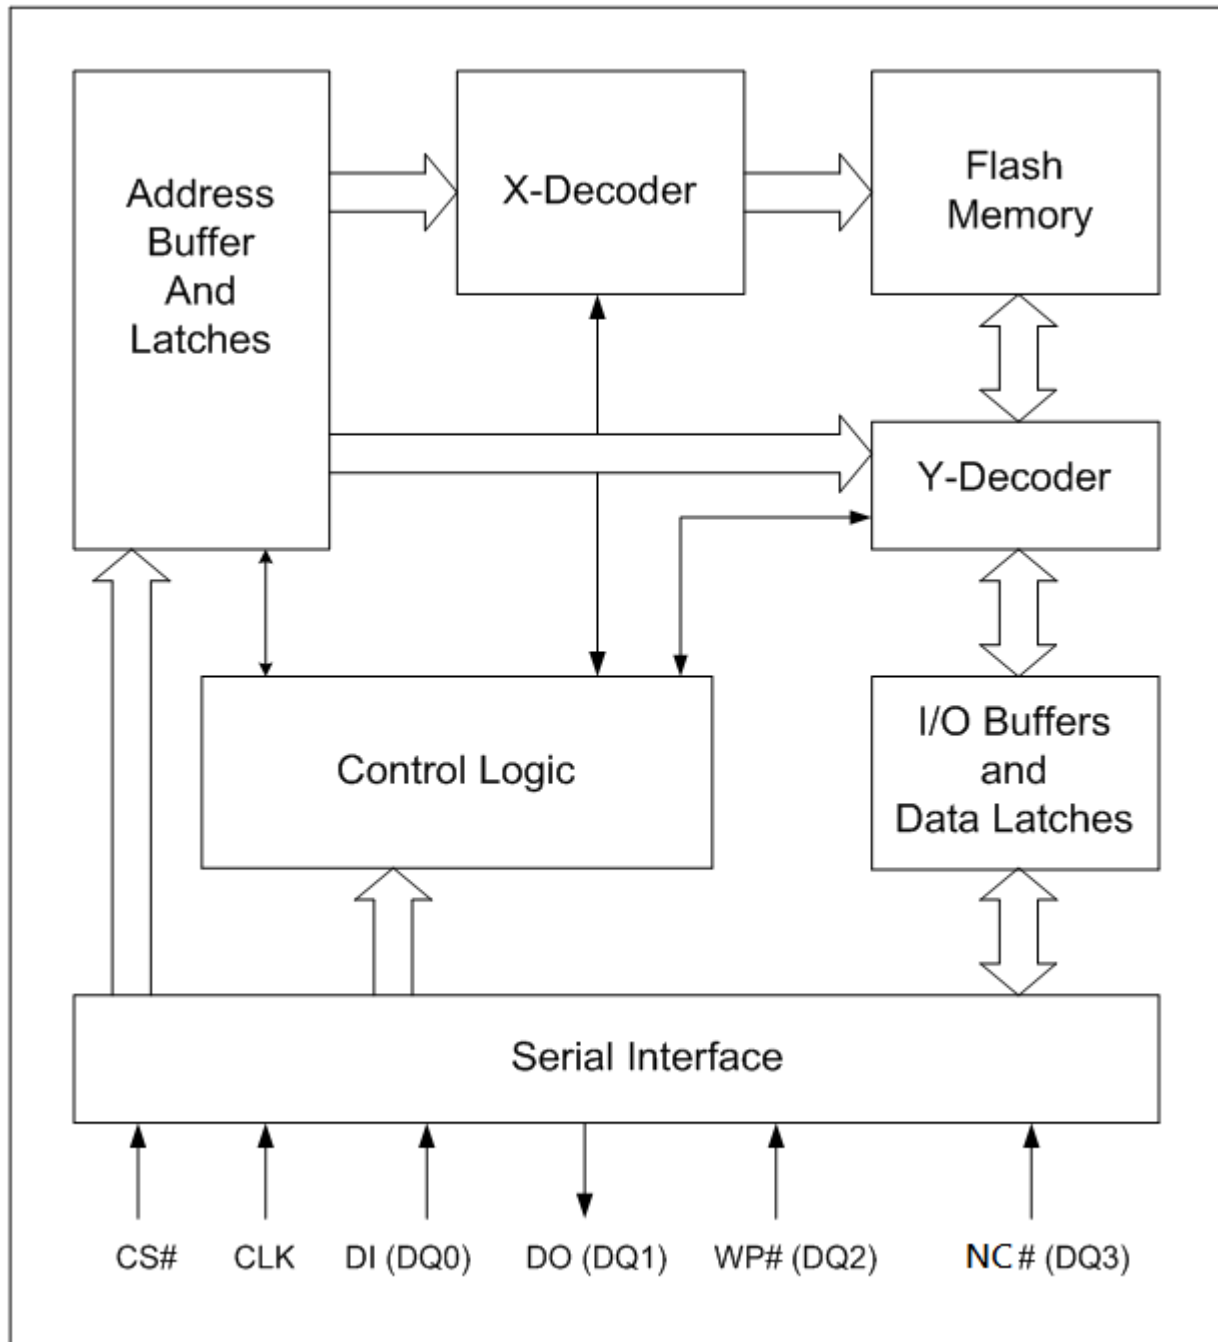 Address
Buffer
And
Latches
X-Decoder
Flash
Memory
Y-Decoder
Control Logic
I/O Buffers
and
Data Latches
Serial Interface
CS#
CLK
DI (DQ0)
DO (DQ1)
WP# (DQ2)
NC# (DQ3)